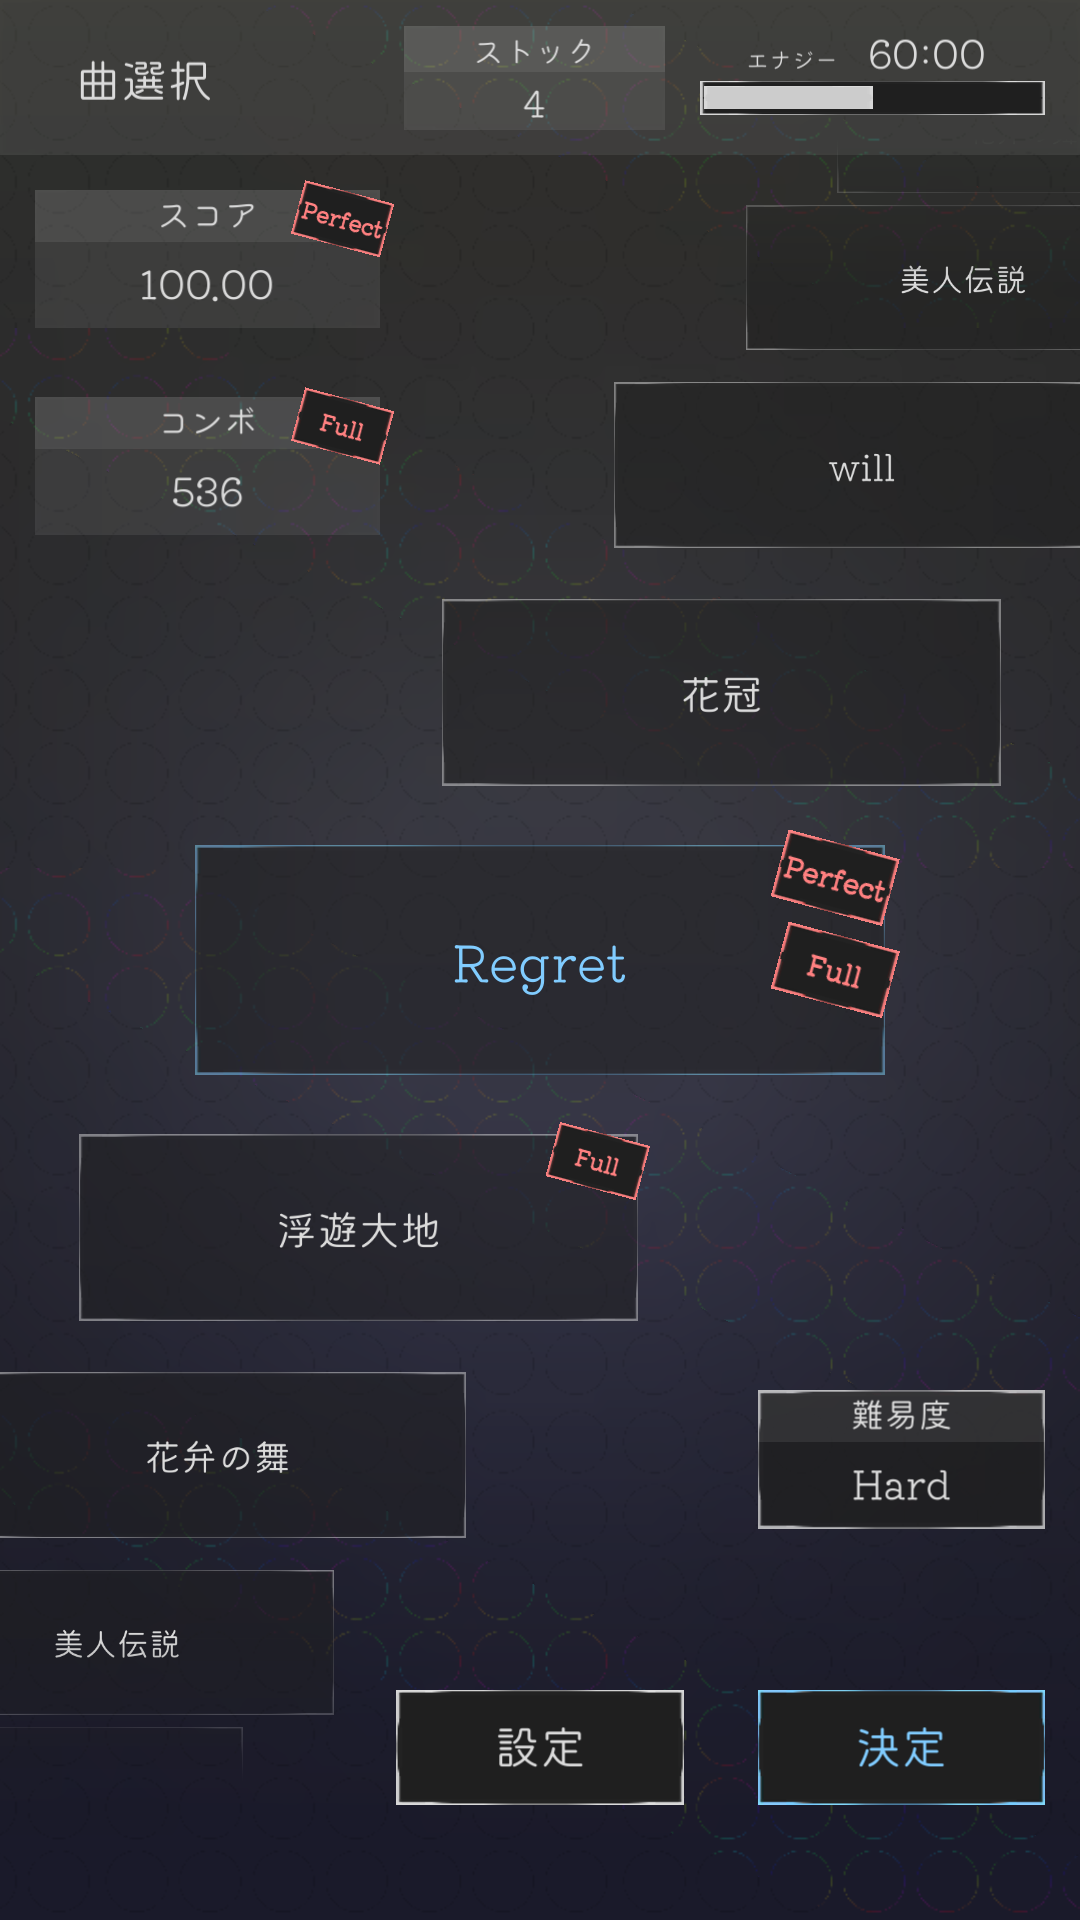 曲選択
ストック
4
エナジー 60:00
スコア
Perfect
100.00
美人伝説
コンボ
Full
536
will
花冠
Regret
Perfect
Full
浮遊大地
Full
花弁の舞
難易度
Hard
美人伝説
設定
決定